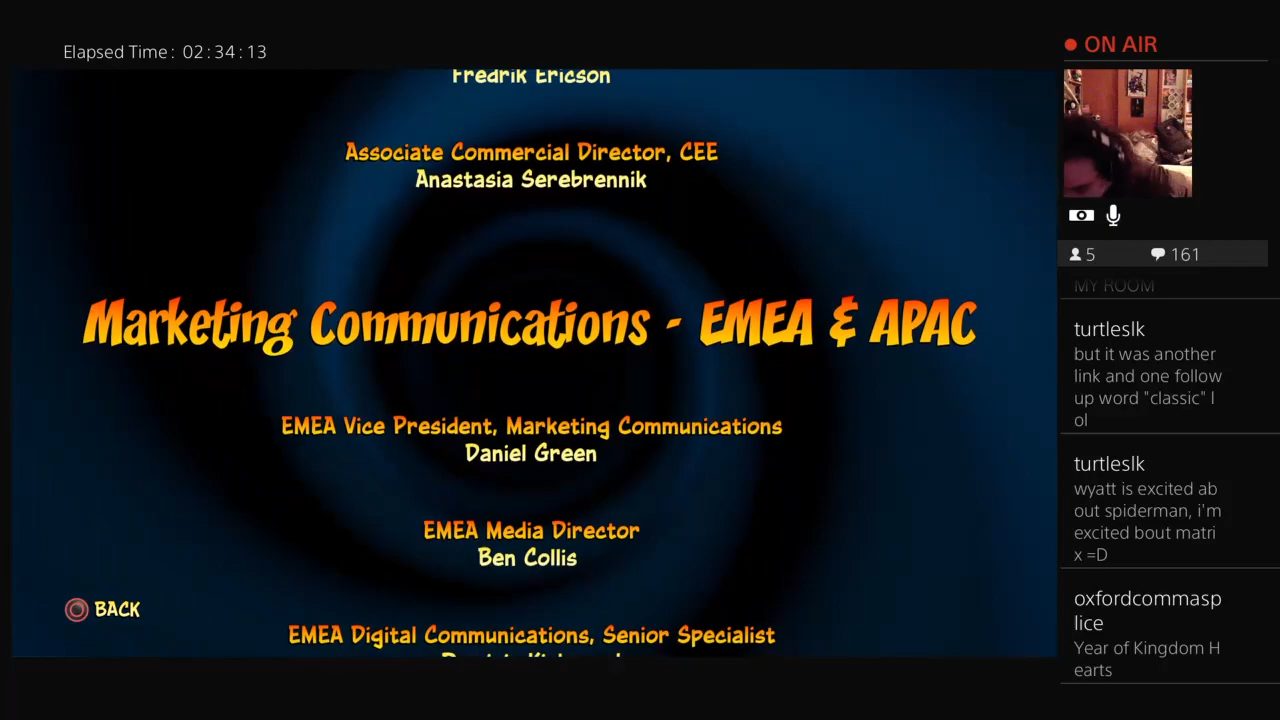 Elapsed Time: 02:34:13
ON AIR
Fredrik Ericson
Associate Commercial Director, CEE
Anastasia Serebrennik
Marketing Communications - EMEA & APAC
EMEA Vice President, Marketing Communications
Daniel Green
EMEA Media Director
Ben Collis
BACK
EMEA Digital Communications, Senior Specialist
5
161
MY ROOM
turtleslk
but it was another
link and one follow
up word "classic" l
ol
turtleslk
wyatt is excited ab
out spiderman, i'm
excited bout matri
x =D
oxfordcommasp
lice
Year of Kingdom H
earts